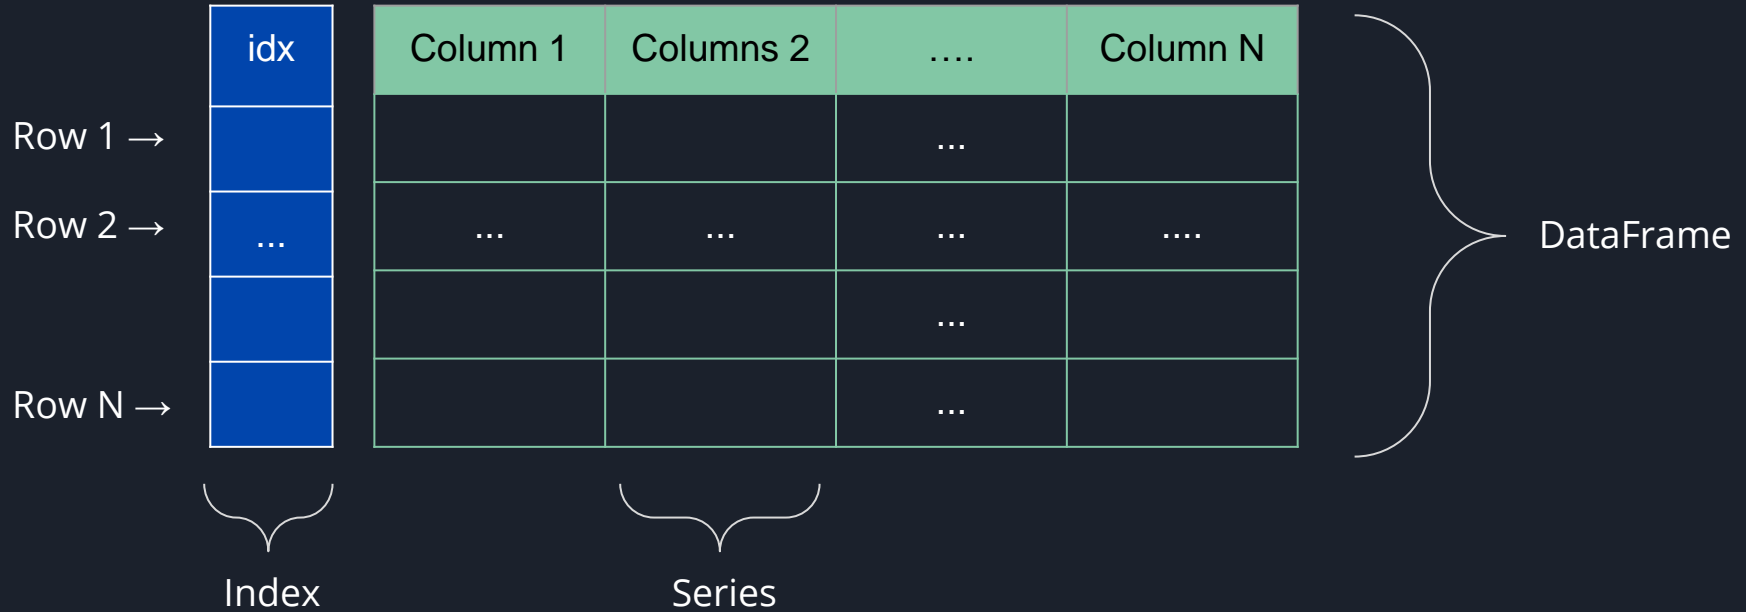 idx Column 1 Columns 2 .... Column N
Row 1 → ...
Row 2 → ... ... ... ... ....
DataFrame
...
Row N → ...
Index Series